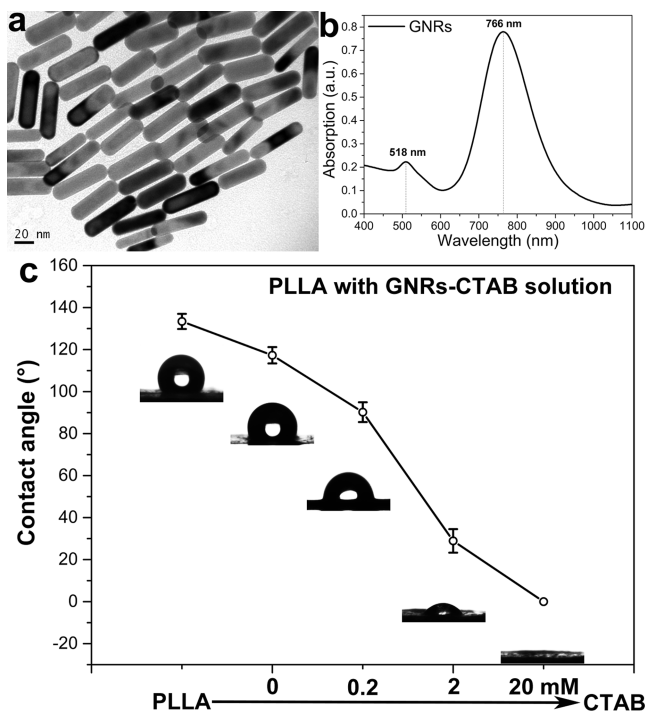 a
20 nm
b
GNRs
766 nm
518 nm
Absorption (a.u.)
0.8
0.7
0.6
0.5
0.4
0.3
0.2
0.1
0.0
400 500 600 700 800 900 1000 1100
Wavelength (nm)
c
PLLA with GNRs-CTAB solution
Contact angle (°)
160
140
120
100
80
60
40
20
0
-20
0 0.2 2 20 mM
PLLA CTAB